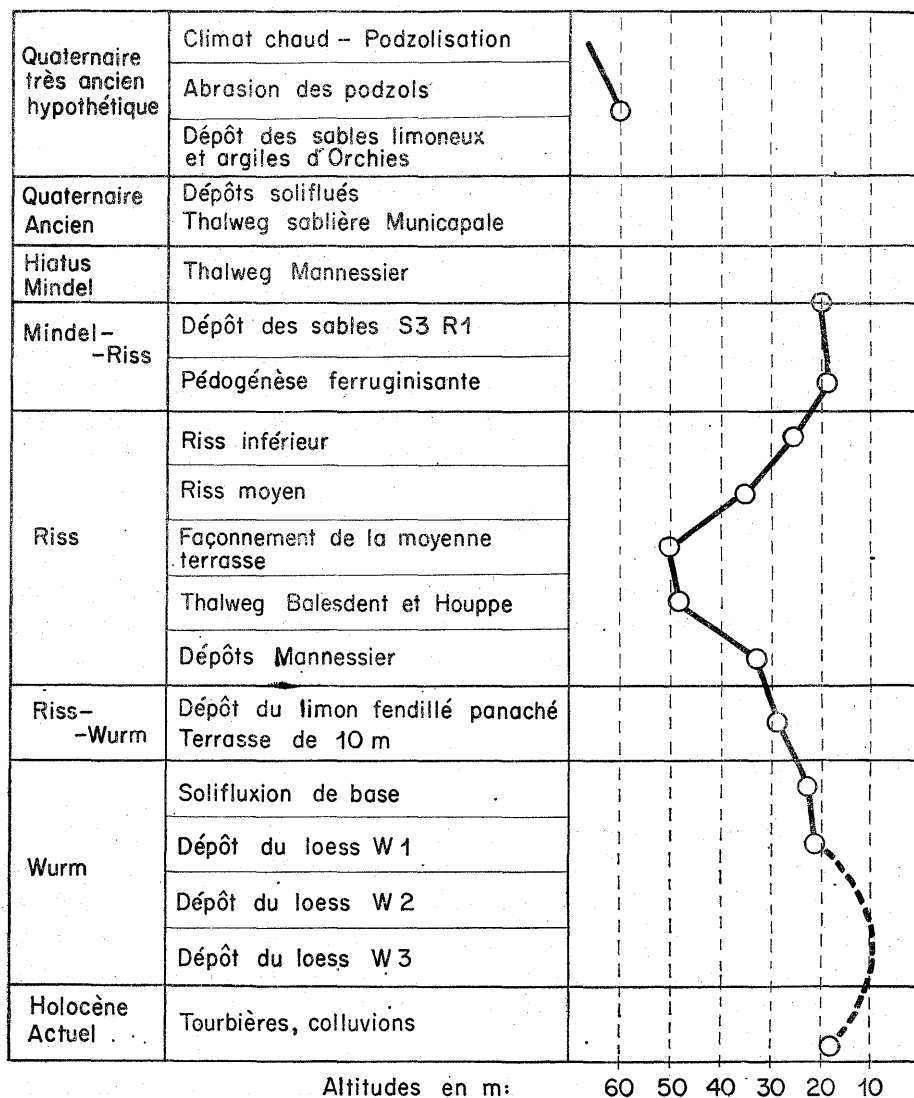 Quaternaire
très ancien
hypothétique
Climat chaud – Podzolisation
Abrasion des podzols
Dépôt des sables limoneux
et argiles d'Orchies
Quaternaire
Ancien
Dépôts soliflués
Thalweg sablière Municapale
Hiatus
Mindel
Thalweg Mannessier
Mindel–
–Riss
Dépôt des sables S3 R1
Pédogénèse ferruginisante
Riss
Riss inférieur
Riss moyen
Façonnement de la moyenne
terrasse
Thalweg Balesdent et Houppe
Dépôts Mannessier
Riss–
–Wurm
Dépôt du limon fendillé panaché
Terrasse de 10 m
Wurm
Solifluxion de base
Dépôt du loess W1
Dépôt du loess W2
Dépôt du loess W3
Holocène
Actuel
Tourbières, colluvions
Altitudes en m: 60 50 40 30 20 10